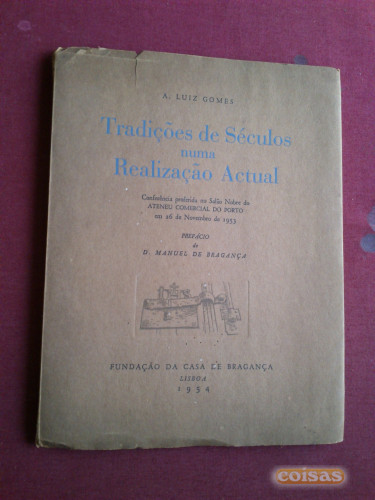 A. LUIZ GOMES
Tradições de Séculos
numa
Realização Actual
Conferência proferida no Salão Nobre do
ATENEU COMERCIAL DO PORTO
em 26 de Novembro de 1953
PREFÁCIO
de
D. MANUEL DE BRAGANÇA
FUNDAÇÃO DA CASA DE BRAGANÇA
LISBOA
1954
coisas